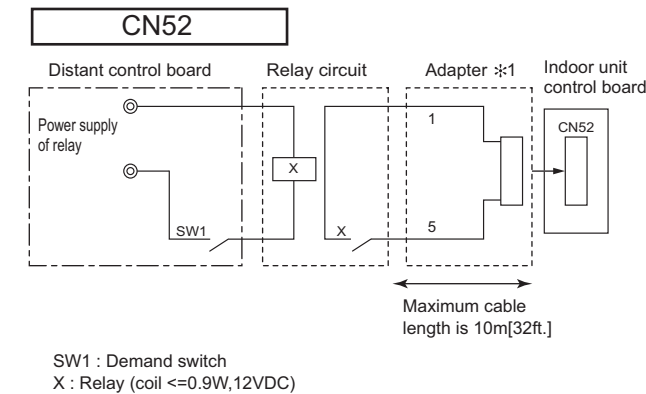 CN52
Distant control board
Relay circuit
Adapter ✻1
Indoor unit
control board
Power supply
of relay
X
SW1
X
1
5
CN52
Maximum cable
length is 10m[32ft.]
SW1 : Demand switch
X : Relay (coil <=0.9W,12VDC)